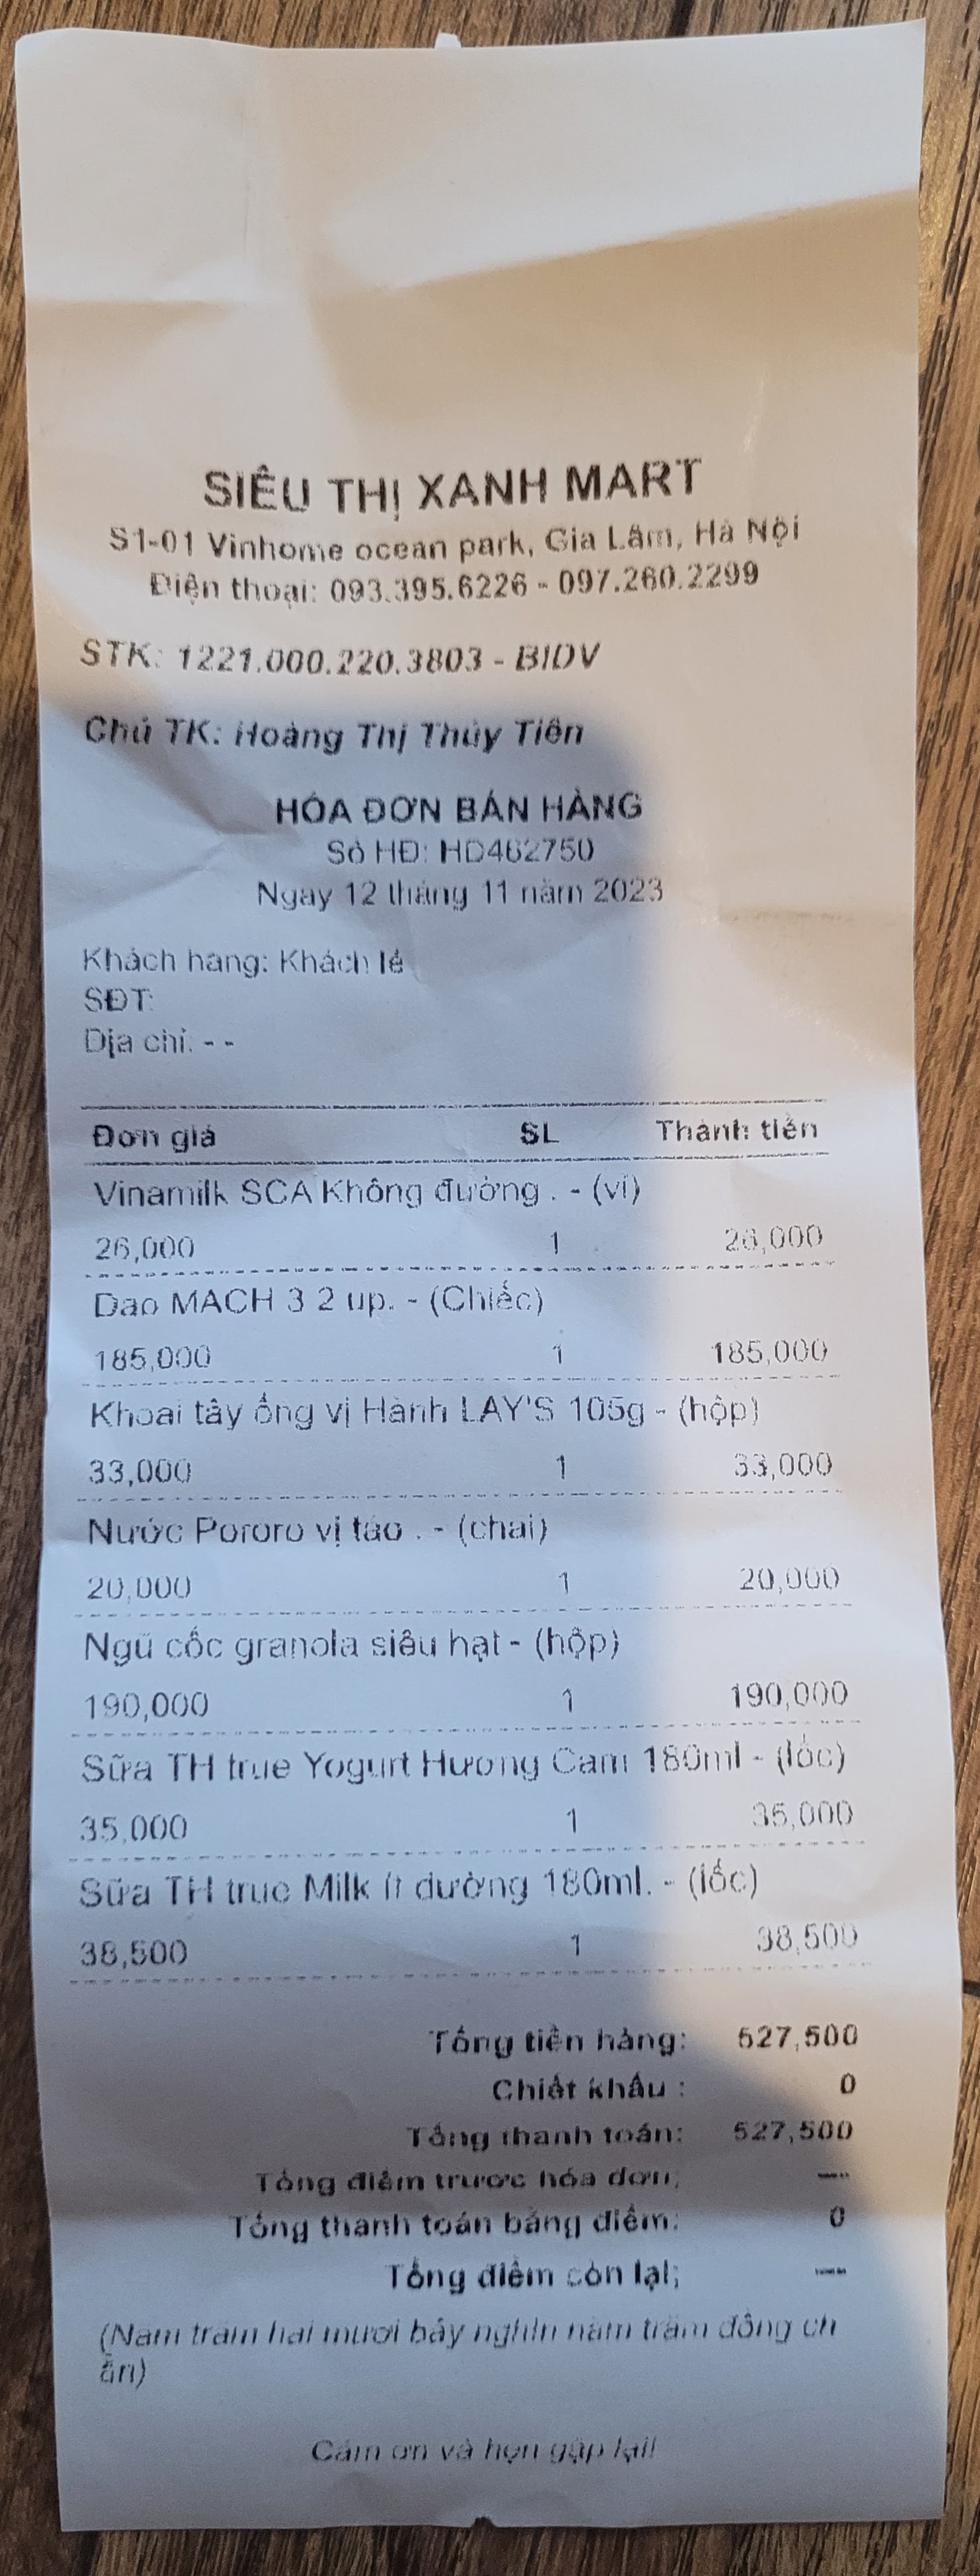 SIÊU THỊ XANH MART
S1-01 Vinhome ocean park, Gia Lâm, Hà Nội
Điện thoại: 093.395.6226 - 097.260.2299
STK: 1221.000.220.3803 - BIDV
Chủ TK: Hoàng Thị Thủy Tiên
HÓA ĐƠN BÁN HÀNG
Số HĐ: HD462750
Ngày 12 tháng 11 năm 2023
Khách hàng: Khách lẻ
SĐT:
Địa chỉ: - -
Đơn giá SL Thành tiền
Vinamilk SCA Không đường . - (vỉ)
26,000 1 26,000
Dao MACH 3 2 up. - (Chiếc)
185,000 1 185,000
Khoai tây ống vị Hành LAY'S 105g - (hộp)
33,000 1 33,000
Nước Pororo vị táo . - (chai)
20,000 1 20,000
Ngũ cốc granola siêu hạt - (hộp)
190,000 1 190,000
Sữa TH true Yogurt Hương Cam 180ml - (lốc)
35,000 1 35,000
Sữa TH true Milk ít đường 180ml. - (lốc)
38,500 1 38,500
Tổng tiền hàng: 527,500
Chiết khấu : 0
Tổng thanh toán: 527,500
Tổng điểm trước hóa đơn: ---
Tổng thanh toán bằng điểm: 0
Tổng điểm còn lại: ---
(Năm trăm hai mươi bảy nghìn năm trăm đồng ch
ẵn)
Cảm ơn và hẹn gặp lại!